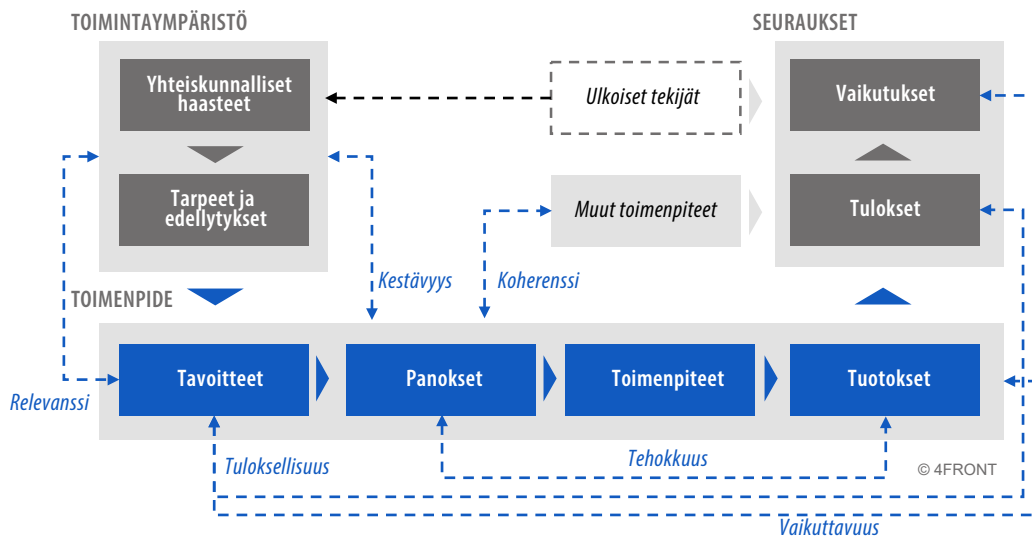 TOIMINTAYMPÄRISTÖ
SEURAUKSET
Yhteiskunnalliset
haasteet
Ulkoiset tekijät
Vaikutukset
Tarpeet ja
edellytykset
Muut toimenpiteet
Tulokset
Kestävyys
Koherenssi
TOIMENPIDE
Tavoitteet
Panokset
Toimenpiteet
Tuotokset
Relevanssi
Tuloksellisuus
Tehokkuus
© 4FRONT
Vaikuttavuus